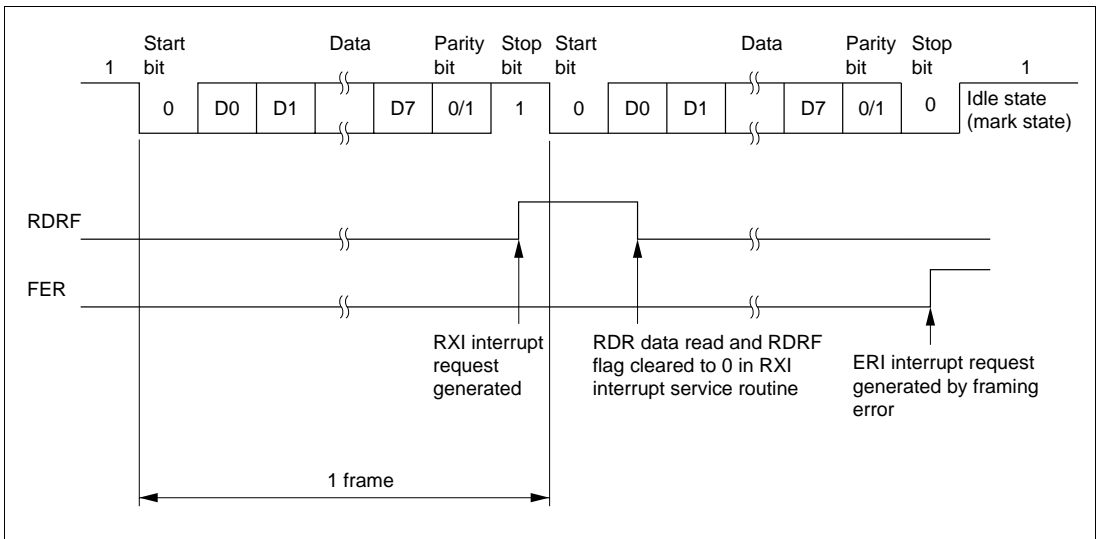 Start Data Parity Stop Start Data Parity Stop
1 bit bit bit bit bit bit 1
0 D0 D1 D7 0/1 1 0 D0 D1 D7 0/1 0 Idle state
(mark state)
RDRF
FER
RXI interrupt
request
generated
RDR data read and RDRF
flag cleared to 0 in RXI
interrupt service routine
ERI interrupt request
generated by framing
error
1 frame